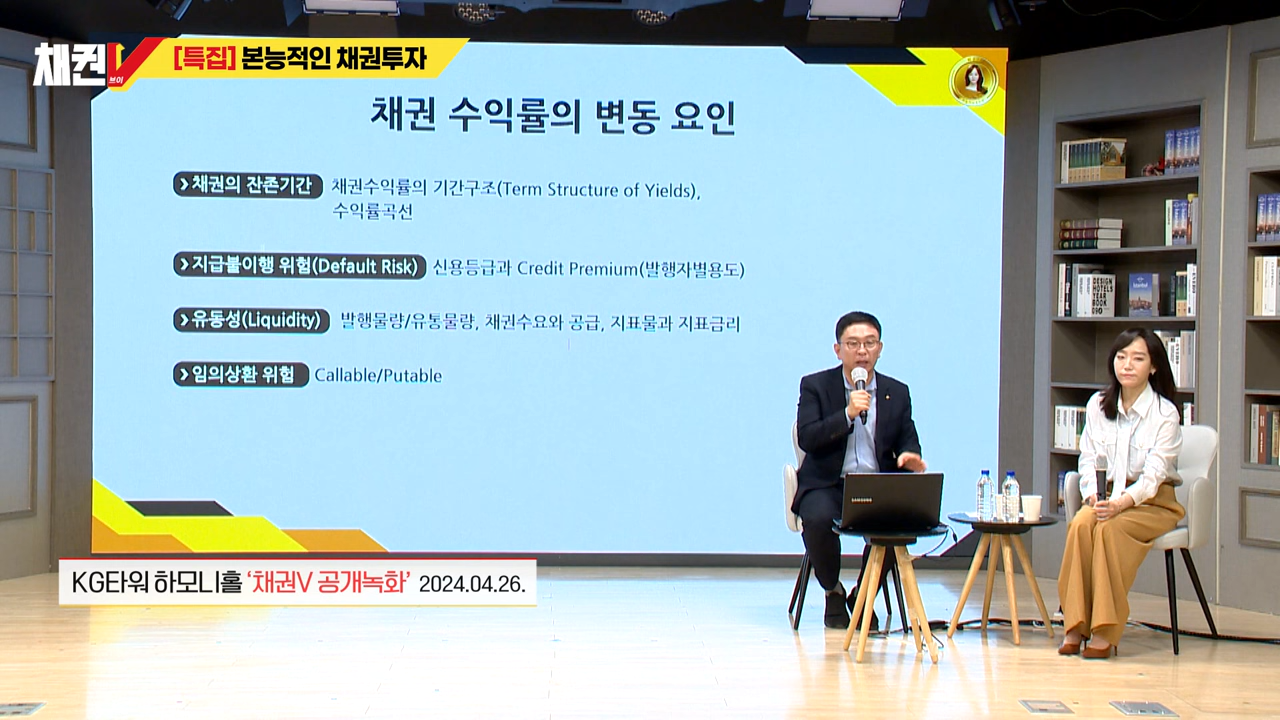 채권V
브이
[특집] 본능적인 채권투자
채권 수익률의 변동 요인
채권의 잔존기간 채권수익률의 기간구조(Term Structure of Yields),
수익률곡선
지급불이행 위험(Default Risk) 신용등급과 Credit Premium(발행자별용도)
유동성(Liquidity) 발행물량/유통물량, 채권수요와 공급, 지표물과 지표금리
임의상환 위험 Callable/Putable
DESIGN
HOTELS
YEAR
BOOK
SAMSUNG
KG타워 하모니홀 '채권V 공개녹화' 2024.04.26.